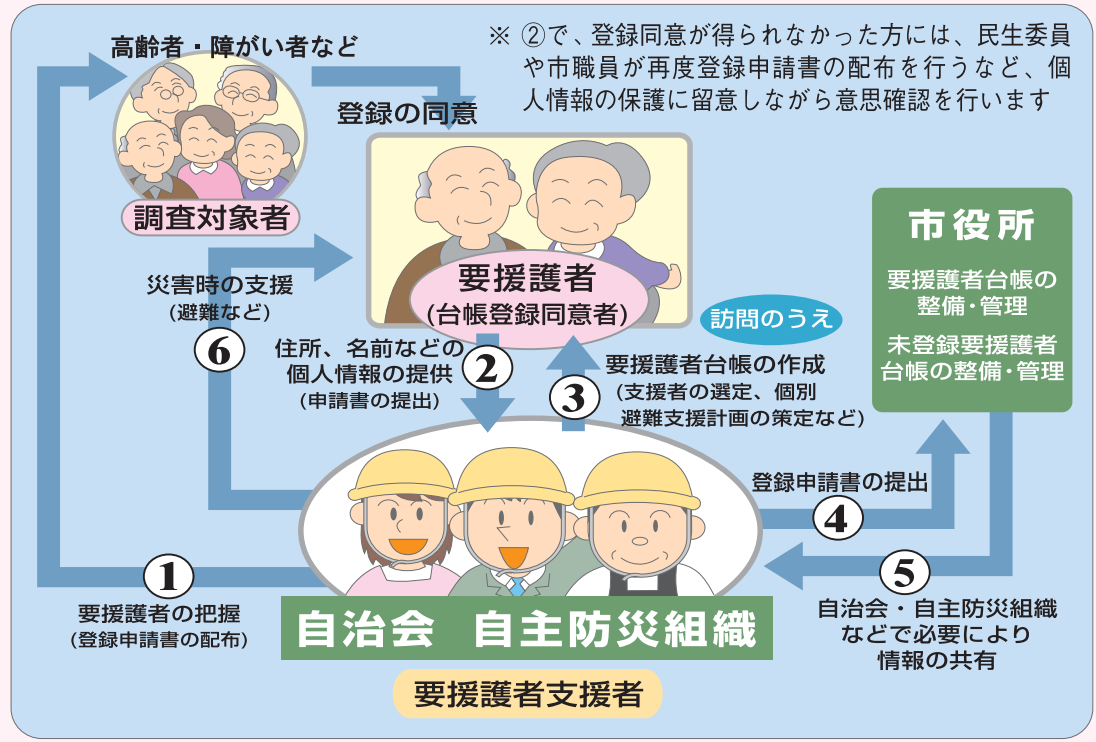 高齢者・障がい者など
※ ②で、登録同意が得られなかった方には、民生委員
や市職員が再度登録申請書の配布を行うなど、個
人情報の保護に留意しながら意思確認を行います
登録の同意
調査対象者
要援護者
(台帳登録同意者)
市役所
要援護者台帳の
整備・管理
未登録要援護者
台帳の整備・管理
災害時の支援
(避難など)
6
住所、名前などの
個人情報の提供
(申請書の提出)
2
訪問のうえ
3
要援護者台帳の作成
(支援者の選定、個別
避難支援計画の策定など)
登録申請書の提出
4
1
要援護者の把握
(登録申請書の配布)
5
自治会・自主防災組織
などで必要により
情報の共有
自治会 自主防災組織
要援護者支援者